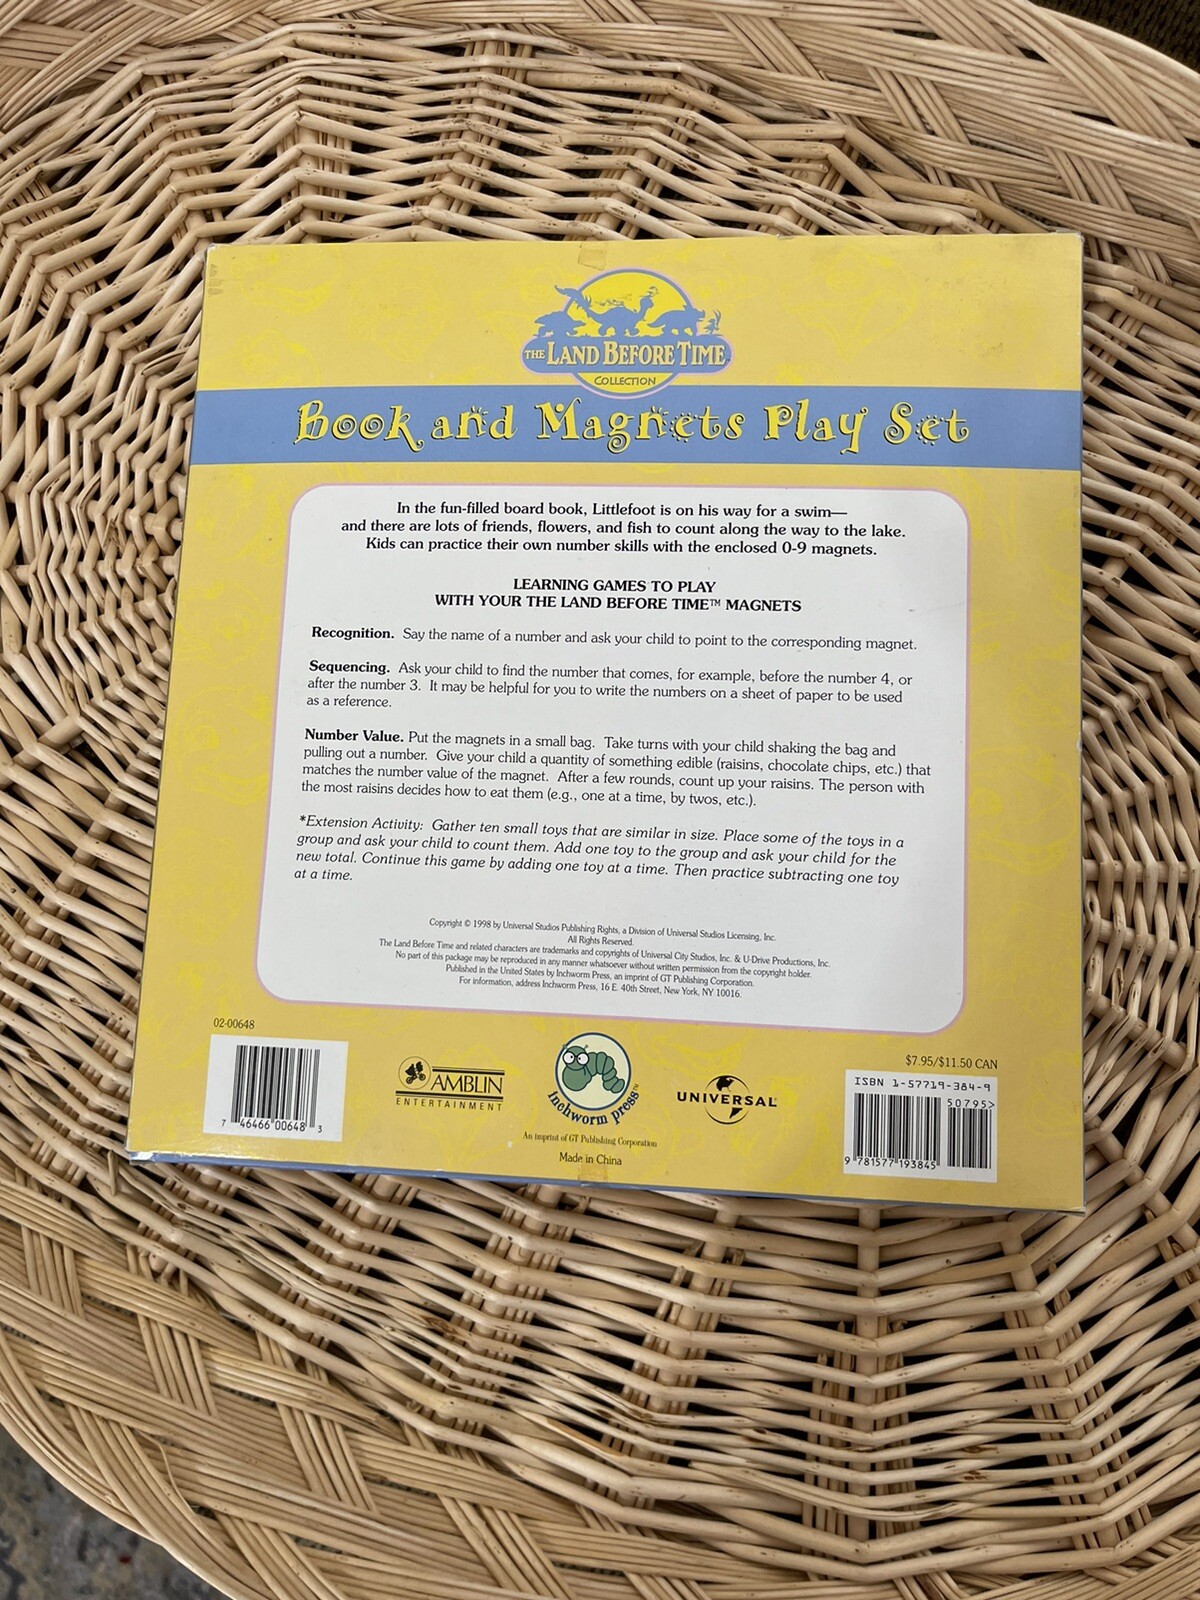 THE LAND BEFORE TIME
COLLECTION
Book and Magnets Play Set
In the fun-filled board book, Littlefoot is on his way for a swim—
and there are lots of friends, flowers, and fish to count along the way to the lake.
Kids can practice their own number skills with the enclosed 0-9 magnets.
LEARNING GAMES TO PLAY
WITH YOUR THE LAND BEFORE TIME™ MAGNETS
Recognition. Say the name of a number and ask your child to point to the corresponding magnet.
Sequencing. Ask your child to find the number that comes, for example, before the number 4, or
after the number 3. It may be helpful for you to write the numbers on a sheet of paper to be used
as a reference.
Number Value. Put the magnets in a small bag. Take turns with your child shaking the bag and
pulling out a number. Give your child a quantity of something edible (raisins, chocolate chips, etc.) that
matches the number value of the magnet. After a few rounds, count up your raisins. The person with
the most raisins decides how to eat them (e.g., one at a time, by twos, etc.).
*Extension Activity: Gather ten small toys that are similar in size. Place some of the toys in a
group and ask your child to count them. Add one toy to the group and ask your child for the
new total. Continue this game by adding one toy at a time. Then practice subtracting one toy
at a time.
Copyright © 1998 by Universal Studios Publishing Rights, a Division of Universal Studios Licensing, Inc.
All Rights Reserved.
The Land Before Time and related characters are trademarks and copyrights of Universal City Studios, Inc. & U-Drive Productions, Inc.
No part of this package may be reproduced in any manner whatsoever without written permission from the copyright holder.
Published in the United States by Inchworm Press, an imprint of GT Publishing Corporation.
For information, address Inchworm Press, 16 E. 40th Street, New York, NY 10016.
02-00648
7 46466 00648 3
AMBLIN
ENTERTAINMENT
inchworm press™
An imprint of GT Publishing Corporation
Made in China
UNIVERSAL
$7.95/$11.50 CAN
ISBN 1-57719-384-9
50795>
9 781577 193845